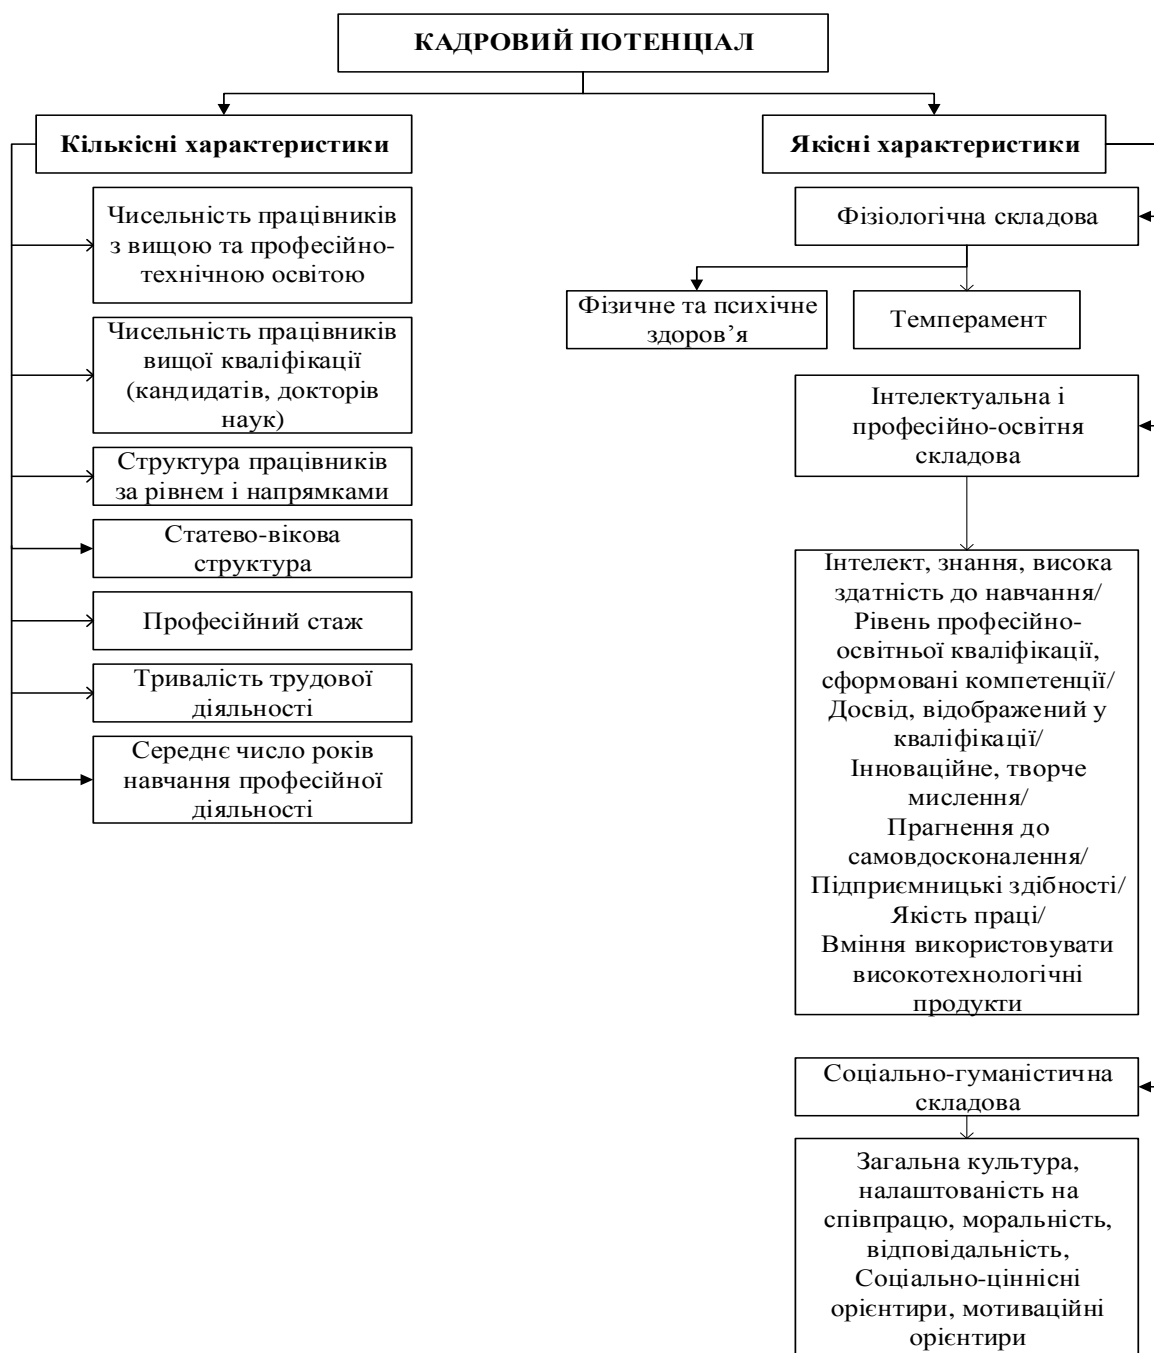 КАДРОВИЙ ПОТЕНЦІАЛ
Кількісні характеристики
Чисельність працівників
з вищою та професійно-
технічною освітою
Чисельність працівників
вищої кваліфікації
(кандидатів, докторів
наук)
Структура працівників
за рівнем і напрямками
Статево-вікова
структура
Професійний стаж
Тривалість трудової
діяльності
Середнє число років
навчання професійної
діяльності
Якісні характеристики
Фізіологічна складова
Фізичне та психічне
здоров’я
Темперамент
Інтелектуальна і
професійно-освітня
складова
Інтелект, знання, висока
здатність до навчання/
Рівень професійно-
освітньої кваліфікації,
сформовані компетенції/
Досвід, відображений у
кваліфікації/
Інноваційне, творче
мислення/
Прагнення до
самовдосконалення/
Підприємницькі здібності/
Якість праці/
Вміння використовувати
високотехнологічні
продукти
Соціально-гуманістична
складова
Загальна культура,
налаштованість на
співпрацю, моральність,
відповідальність,
Соціально-ціннісні
орієнтири, мотиваційні
орієнтири